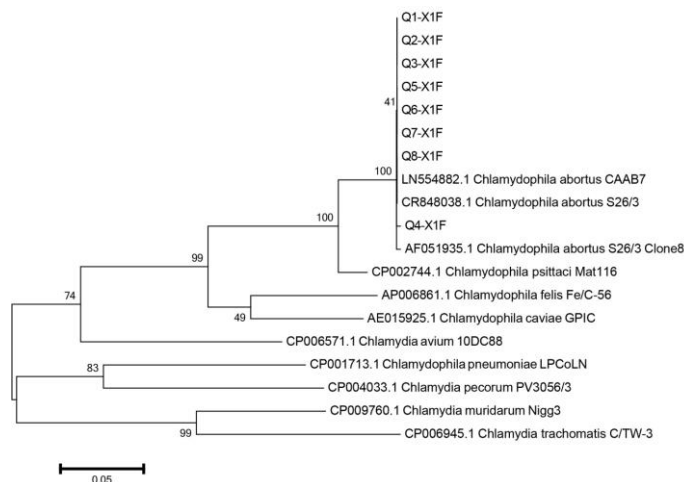 Q1-X1F
Q2-X1F
Q3-X1F
Q5-X1F
41
Q6-X1F
Q7-X1F
Q8-X1F
100
LN554882.1 Chlamydophila abortus CAAB7
CR848038.1 Chlamydophila abortus S26/3
100
Q4-X1F
AF051935.1 Chlamydophila abortus S26/3 Clone8
99
CP002744.1 Chlamydophila psittaci Mat116
74
AP006861.1 Chlamydophila felis Fe/C-56
49
AE015925.1 Chlamydophila caviae GPIC
CP006571.1 Chlamydia avium 10DC88
83
CP001713.1 Chlamydophila pneumoniae LPCoLN
CP004033.1 Chlamydia pecorum PV3056/3
CP009760.1 Chlamydia muridarum Nigg3
99
CP006945.1 Chlamydia trachomatis C/TW-3
0.05